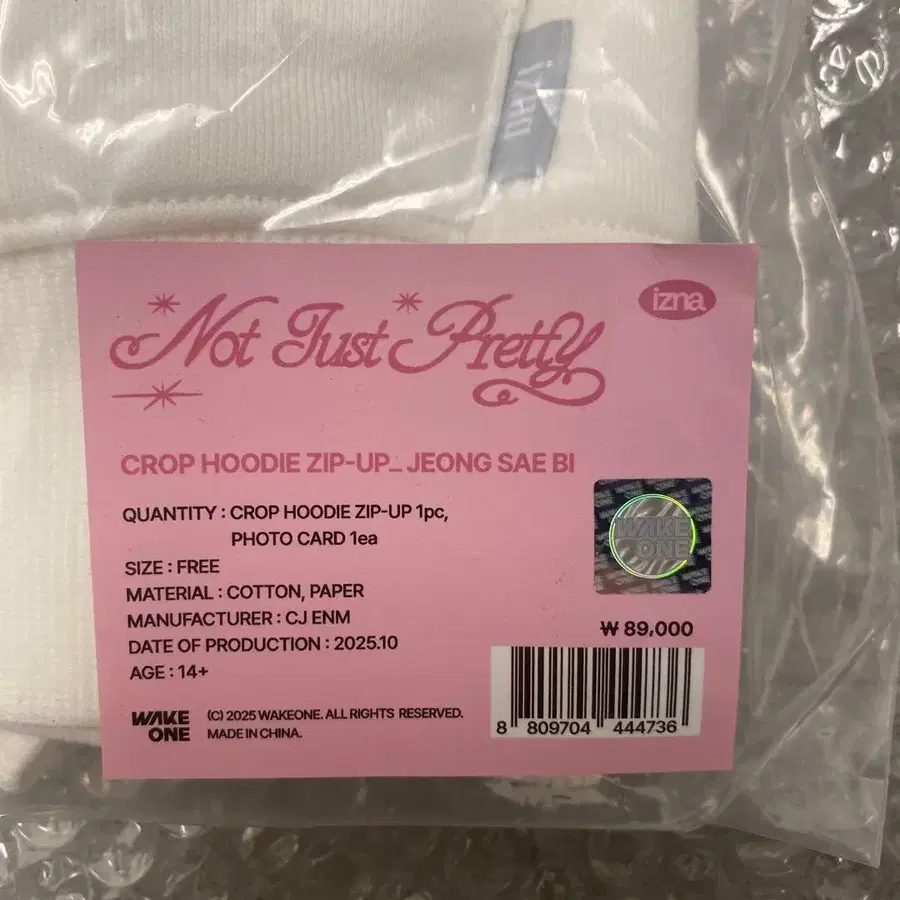 izna
Not Just Pretty
izna
CROP HOODIE ZIP-UP_ JEONG SAE BI
QUANTITY : CROP HOODIE ZIP-UP 1pc,
PHOTO CARD 1ea
SIZE : FREE
MATERIAL : COTTON, PAPER
MANUFACTURER : CJ ENM
DATE OF PRODUCTION : 2025.10
AGE : 14+
WAKE
ONE
₩ 89,000
8 809704 444736
WAKE
ONE
(C) 2025 WAKEONE. ALL RIGHTS RESERVED.
MADE IN CHINA.